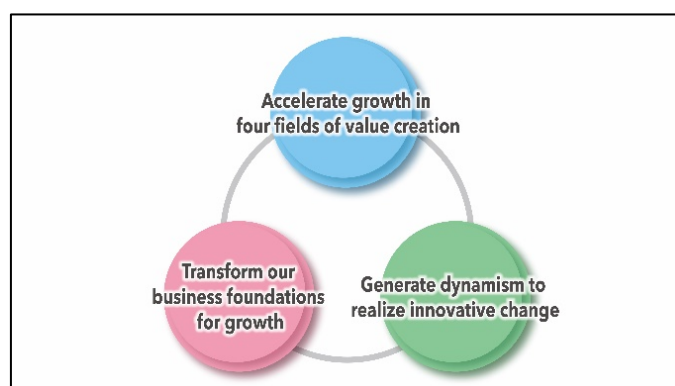 Accelerate growth in
four fields of value creation
Transform our
business foundations
for growth
Generate dynamism to
realize innovative change